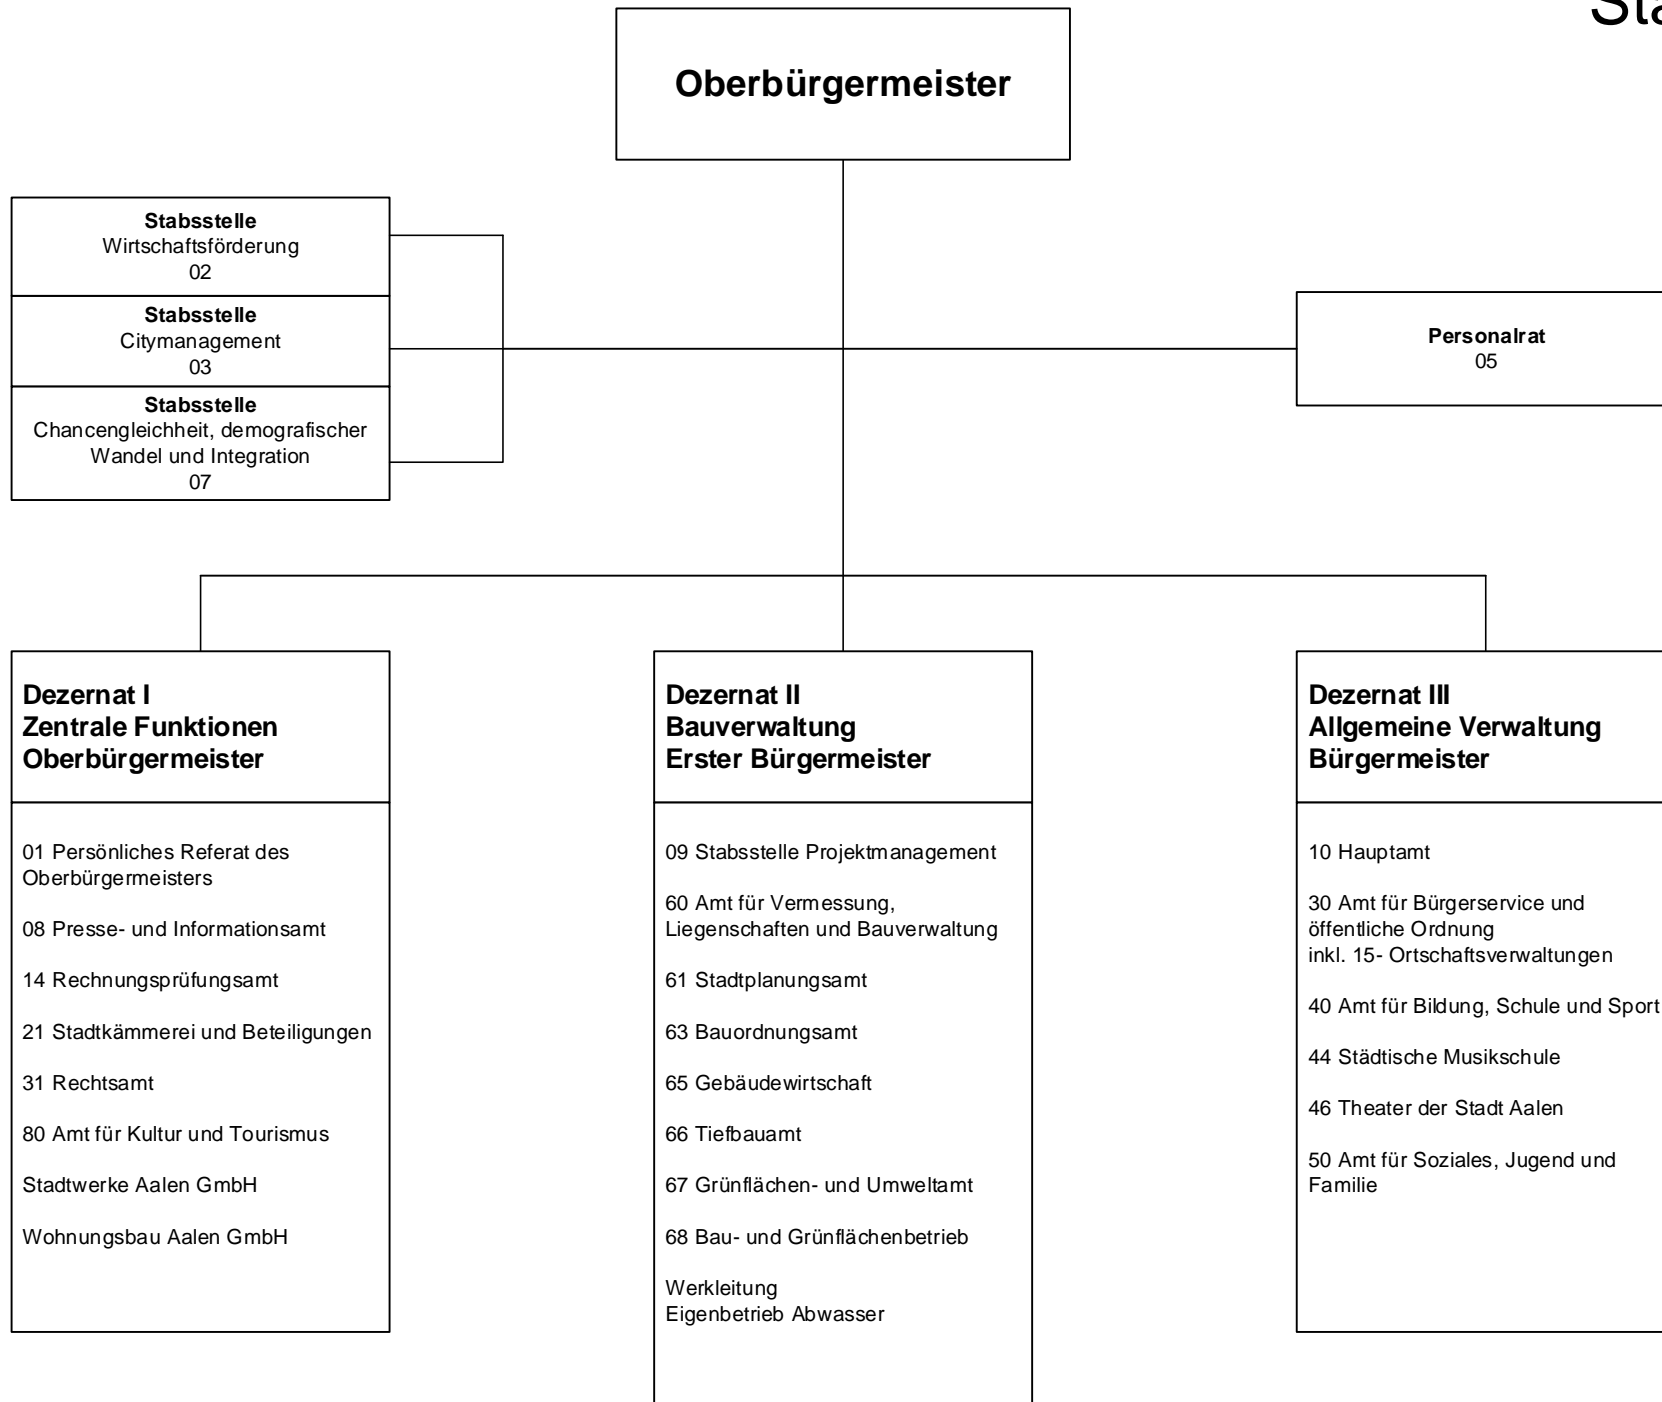 Oberbürgermeister
Stabsstelle
Wirtschaftsförderung
02
Stabsstelle
Citymanagement
03
Stabsstelle
Chancengleichheit, demografischer
Wandel und Integration
07
Personalrat
05
Dezernat I
Zentrale Funktionen
Oberbürgermeister
01 Persönliches Referat des
Oberbürgermeisters
08 Presse- und Informationsamt
14 Rechnungsprüfungsamt
21 Stadtkämmerei und Beteiligungen
31 Rechtsamt
80 Amt für Kultur und Tourismus
Stadtwerke Aalen GmbH
Wohnungsbau Aalen GmbH
Dezernat II
Bauverwaltung
Erster Bürgermeister
09 Stabsstelle Projektmanagement
60 Amt für Vermessung,
Liegenschaften und Bauverwaltung
61 Stadtplanungsamt
63 Bauordnungsamt
65 Gebäudewirtschaft
66 Tiefbauamt
67 Grünflächen- und Umweltamt
68 Bau- und Grünflächenbetrieb
Werkleitung
Eigenbetrieb Abwasser
Dezernat III
Allgemeine Verwaltung
Bürgermeister
10 Hauptamt
30 Amt für Bürgerservice und
öffentliche Ordnung
inkl. 15- Ortschaftsverwaltungen
40 Amt für Bildung, Schule und Sport
44 Städtische Musikschule
46 Theater der Stadt Aalen
50 Amt für Soziales, Jugend und
Familie